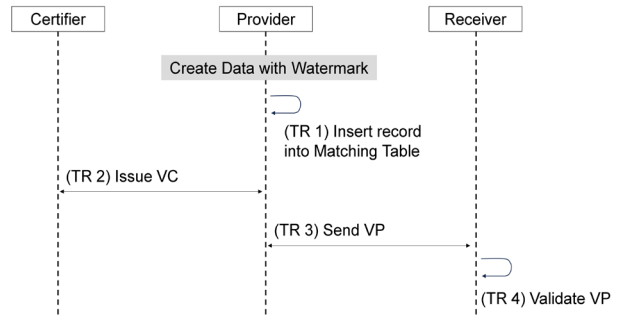 Certifier
Provider
Receiver
Create Data with Watermark
(TR 1) Insert record
into Matching Table
(TR 2) Issue VC
(TR 3) Send VP
(TR 4) Validate VP